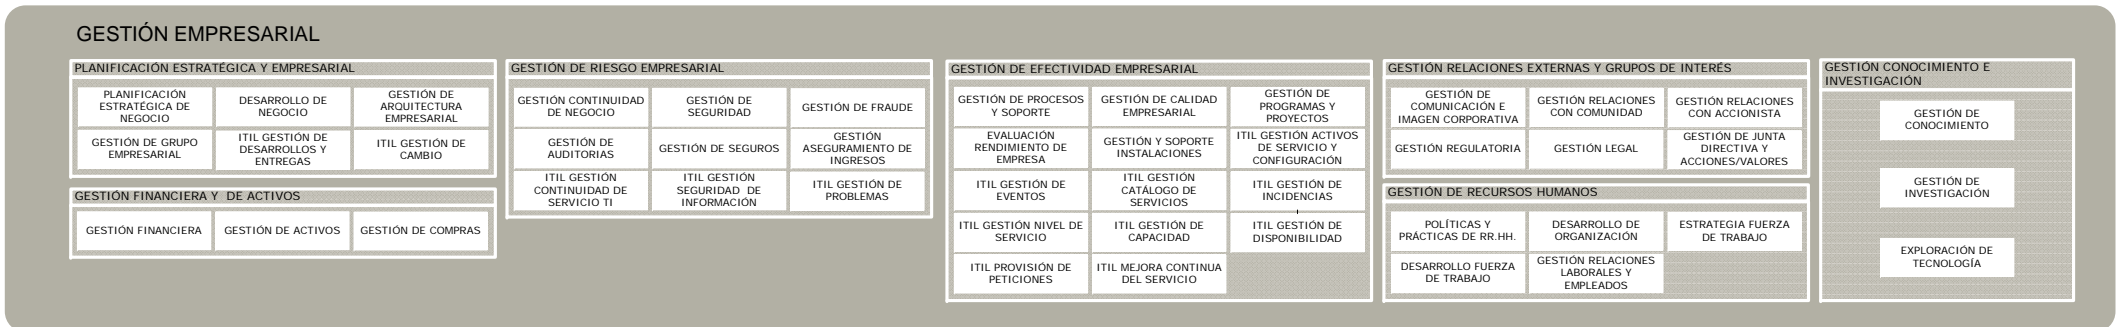 GESTIÓN EMPRESARIAL
PLANIFICACIÓN ESTRATÉGICA Y EMPRESARIAL
PLANIFICACIÓN
ESTRATÉGICA DE
NEGOCIO
DESARROLLO DE
NEGOCIO
GESTIÓN DE
ARQUITECTURA
EMPRESARIAL
GESTIÓN DE GRUPO
EMPRESARIAL
ITIL GESTIÓN DE
DESARROLLOS Y
ENTREGAS
ITIL GESTIÓN DE
CAMBIO
GESTIÓN FINANCIERA Y  DE ACTIVOS
GESTIÓN FINANCIERA
GESTIÓN DE ACTIVOS
GESTIÓN DE COMPRAS
GESTIÓN DE RIESGO EMPRESARIAL
GESTIÓN CONTINUIDAD
DE NEGOCIO
GESTIÓN DE
SEGURIDAD
GESTIÓN DE FRAUDE
GESTIÓN DE
AUDITORIAS
GESTIÓN DE SEGUROS
GESTIÓN
ASEGURAMIENTO DE
INGRESOS
ITIL GESTIÓN
CONTINUIDAD DE
SERVICIO TI
ITIL GESTIÓN
SEGURIDAD  DE
INFORMACIÓN
ITIL GESTIÓN DE
PROBLEMAS
GESTIÓN DE EFECTIVIDAD EMPRESARIAL
GESTIÓN DE PROCESOS
Y SOPORTE
GESTIÓN DE CALIDAD
EMPRESARIAL
GESTIÓN DE
PROGRAMAS Y
PROYECTOS
EVALUACIÓN
RENDIMIENTO DE
EMPRESA
GESTIÓN Y SOPORTE
INSTALACIONES
ITIL GESTIÓN ACTIVOS
DE SERVICIO Y
CONFIGURACIÓN
ITIL GESTIÓN DE
EVENTOS
ITIL GESTIÓN
CATÁLOGO DE
SERVICIOS
ITIL GESTIÓN DE
INCIDENCIAS
ITIL GESTIÓN NIVEL DE
SERVICIO
ITIL GESTIÓN DE
CAPACIDAD
ITIL GESTIÓN DE
DISPONIBILIDAD
ITIL PROVISIÓN DE
PETICIONES
ITIL MEJORA CONTINUA
DEL SERVICIO
GESTIÓN RELACIONES EXTERNAS Y GRUPOS DE INTERÉS
GESTIÓN DE
COMUNICACIÓN E
IMAGEN CORPORATIVA
GESTIÓN RELACIONES
CON COMUNIDAD
GESTIÓN RELACIONES
CON ACCIONISTA
GESTIÓN REGULATORIA
GESTIÓN LEGAL
GESTIÓN DE JUNTA
DIRECTIVA Y
ACCIONES/VALORES
GESTIÓN DE RECURSOS HUMANOS
POLÍTICAS Y
PRÁCTICAS DE RR.HH.
DESARROLLO DE
ORGANIZACIÓN
ESTRATEGIA FUERZA
DE TRABAJO
DESARROLLO FUERZA
DE TRABAJO
GESTIÓN RELACIONES
LABORALES Y
EMPLEADOS
GESTIÓN CONOCIMIENTO E
INVESTIGACIÓN
GESTIÓN DE
CONOCIMIENTO
GESTIÓN DE
INVESTIGACIÓN
EXPLORACIÓN DE
TECNOLOGÍA